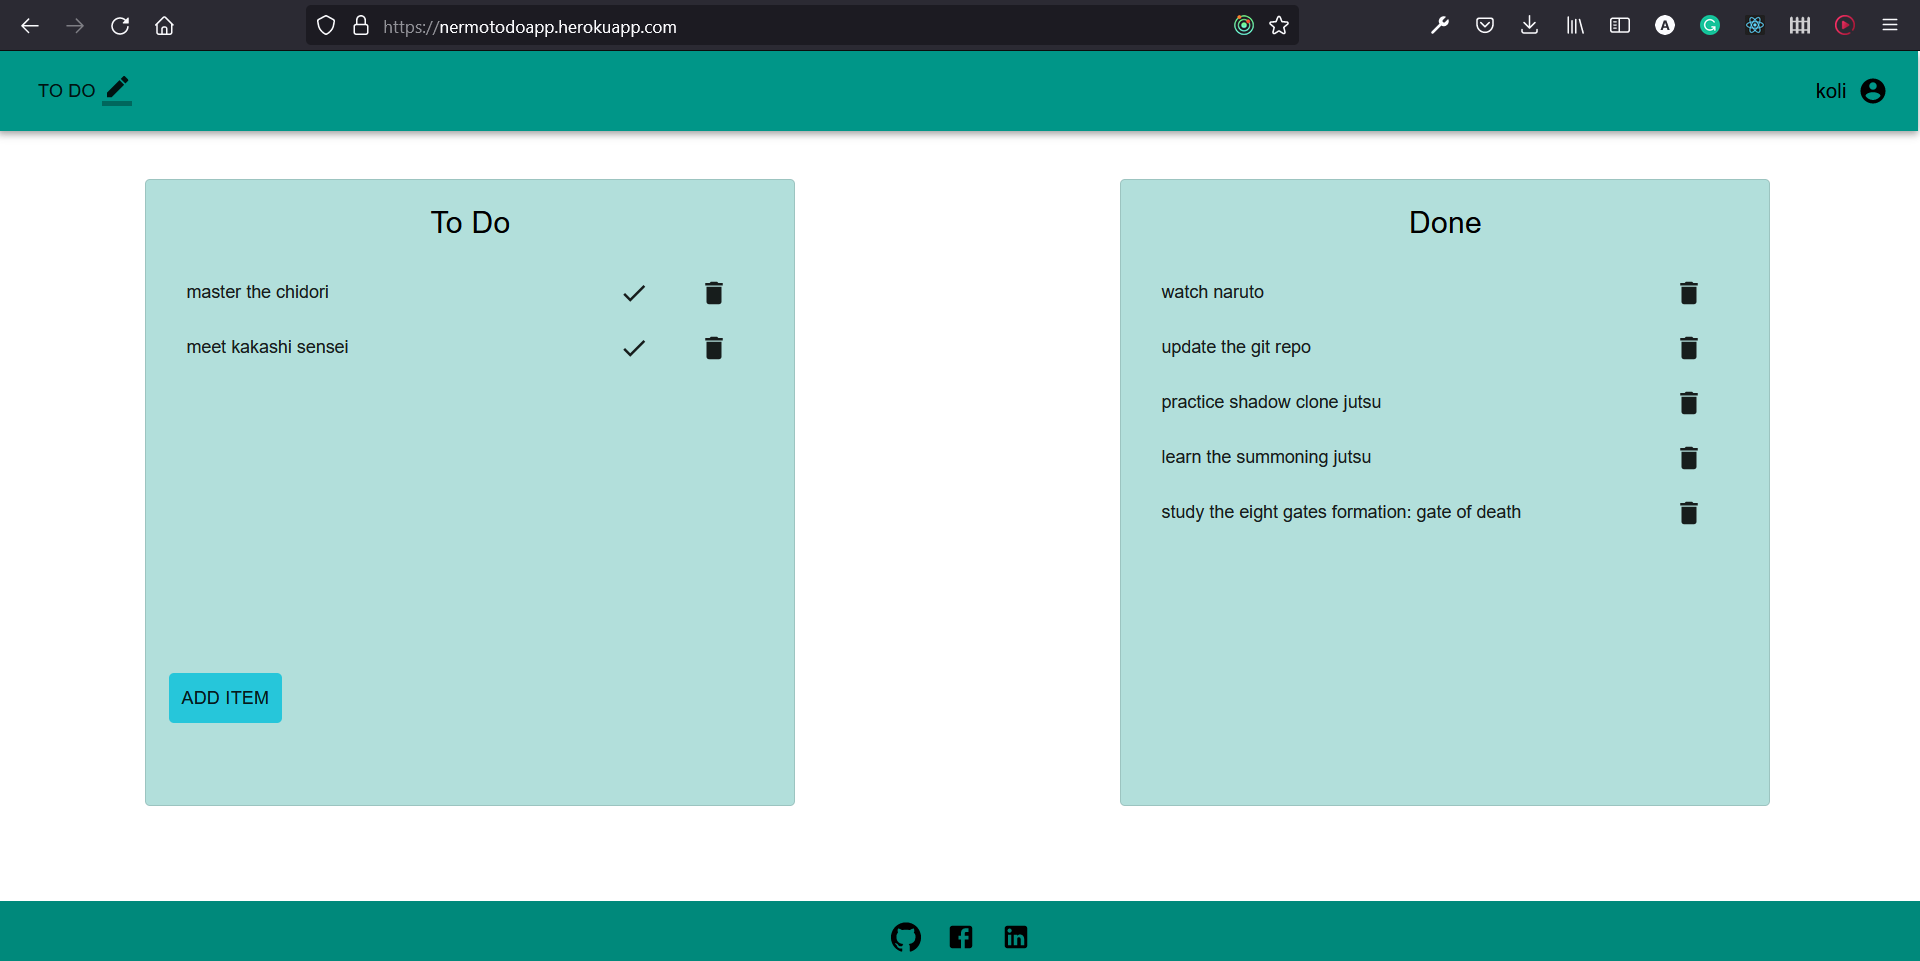 https://nermotodoapp.herokuapp.com
TO DO
koli
To Do
master the chidori
meet kakashi sensei
ADD ITEM
Done
watch naruto
update the git repo
practice shadow clone jutsu
learn the summoning jutsu
study the eight gates formation: gate of death